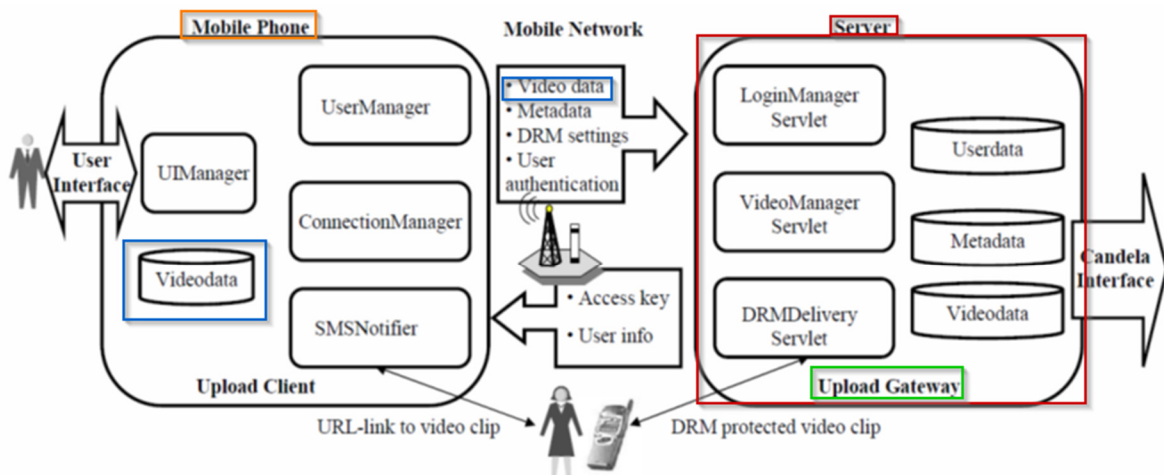 Mobile Phone
Mobile Network
Server
UserManager
• Video data
• Metadata
• DRM settings
• User
authentication
LoginManager
Servlet
Userdata
User
Interface
UIManager
ConnectionManager
VideoManager
Servlet
Metadata
Candela
Interface
Videodata
SMSNotifier
• Access key
• User info
DRMDelivery
Servlet
Videodata
Upload Client
Upload Gateway
URL-link to video clip
DRM protected video clip